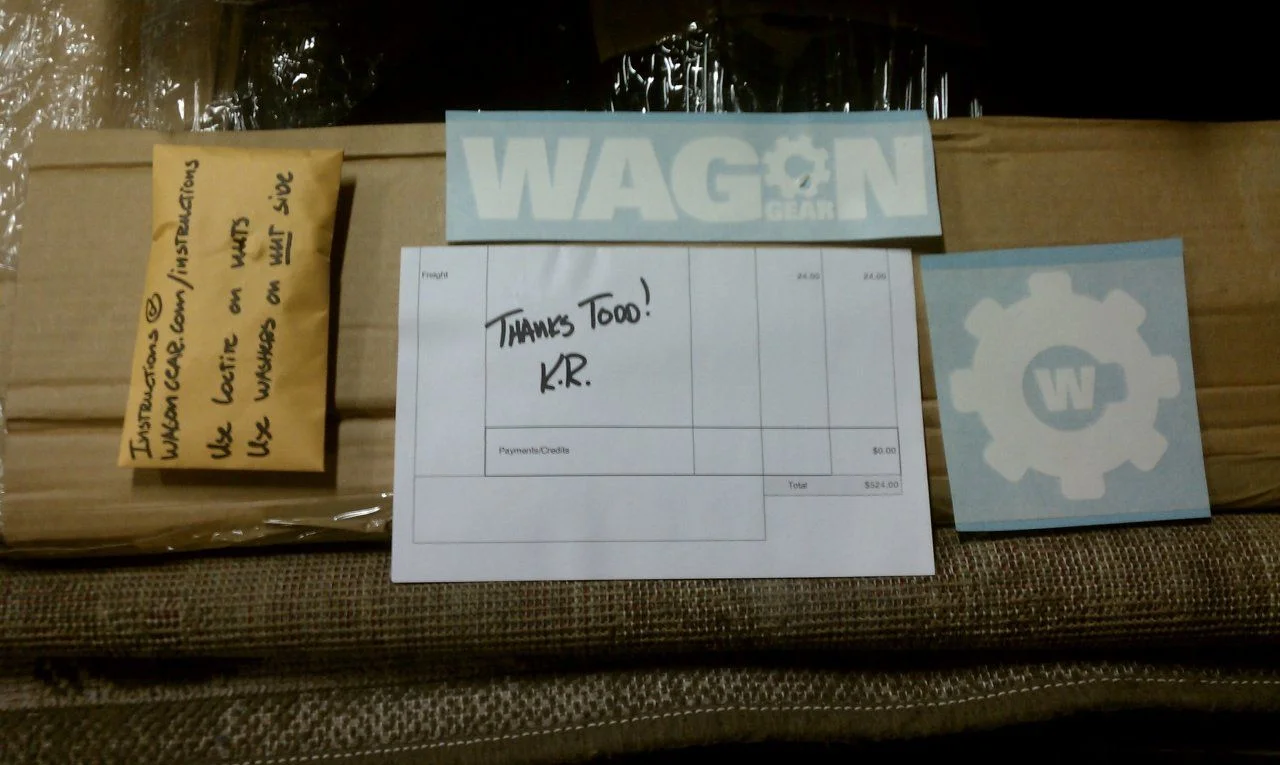 Instructions @
WAGONGEAR.com/instructions
Use Loctite on nuts
Use washers on nut side
WAGON
GEAR
Freight 24.00 24.00
THANKS TODD!
K.R.
Payments/Credits $0.00
Total $524.00
W